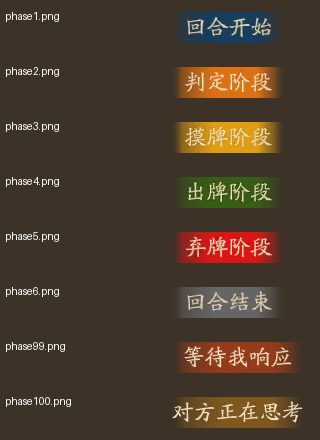 phase1.png 回合开始
phase2.png 判定阶段
phase3.png 摸牌阶段
phase4.png 出牌阶段
phase5.png 弃牌阶段
phase6.png 回合结束
phase99.png 等待我响应
phase100.png 对方正在思考